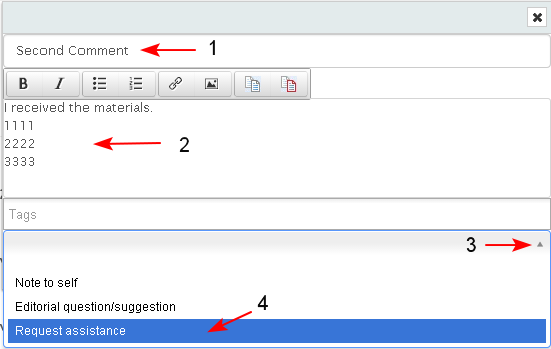 Second Comment
1
B I
I received the materials.
1111
2222
2
3333
Tags
3
Note to self
Editorial question/suggestion
4
Request assistance